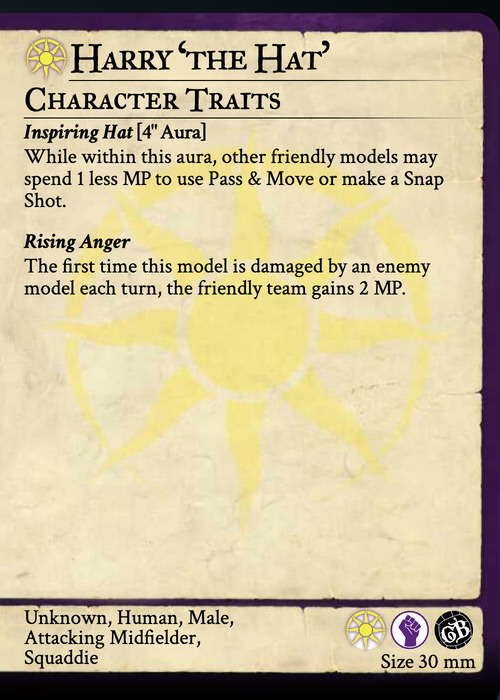 Harry ‘the Hat’
Character Traits
Inspiring Hat [4" Aura]
While within this aura, other friendly models may
spend 1 less MP to use Pass & Move or make a Snap
Shot.
Rising Anger
The first time this model is damaged by an enemy
model each turn, the friendly team gains 2 MP.
Unknown, Human, Male,
Attacking Midfielder,
Squaddie
GB
Size 30 mm